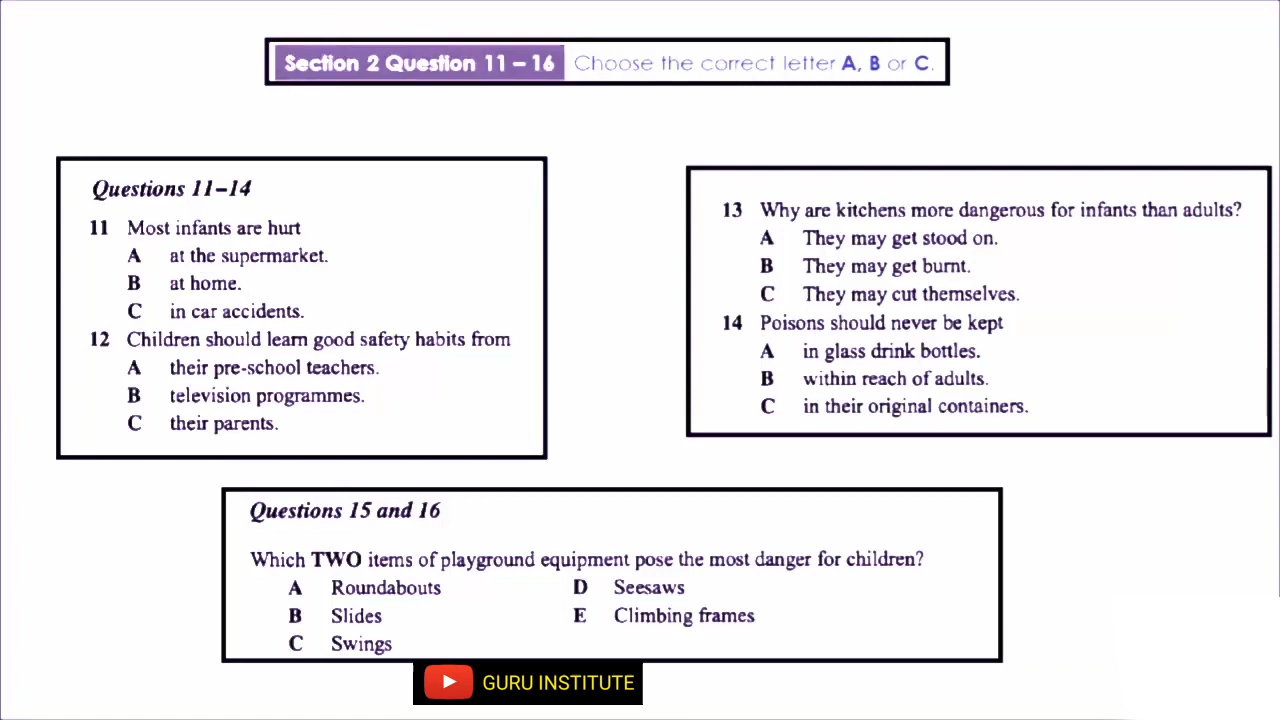 Section 2 Question 11 – 16 Choose the correct letter A, B or C.
Questions 11–14
11 Most infants are hurt
A at the supermarket.
B at home.
C in car accidents.
12 Children should learn good safety habits from
A their pre-school teachers.
B television programmes.
C their parents.
13 Why are kitchens more dangerous for infants than adults?
A They may get stood on.
B They may get burnt.
C They may cut themselves.
14 Poisons should never be kept
A in glass drink bottles.
B within reach of adults.
C in their original containers.
Questions 15 and 16
Which TWO items of playground equipment pose the most danger for children?
A Roundabouts D Seesaws
B Slides E Climbing frames
C Swings
GURU INSTITUTE